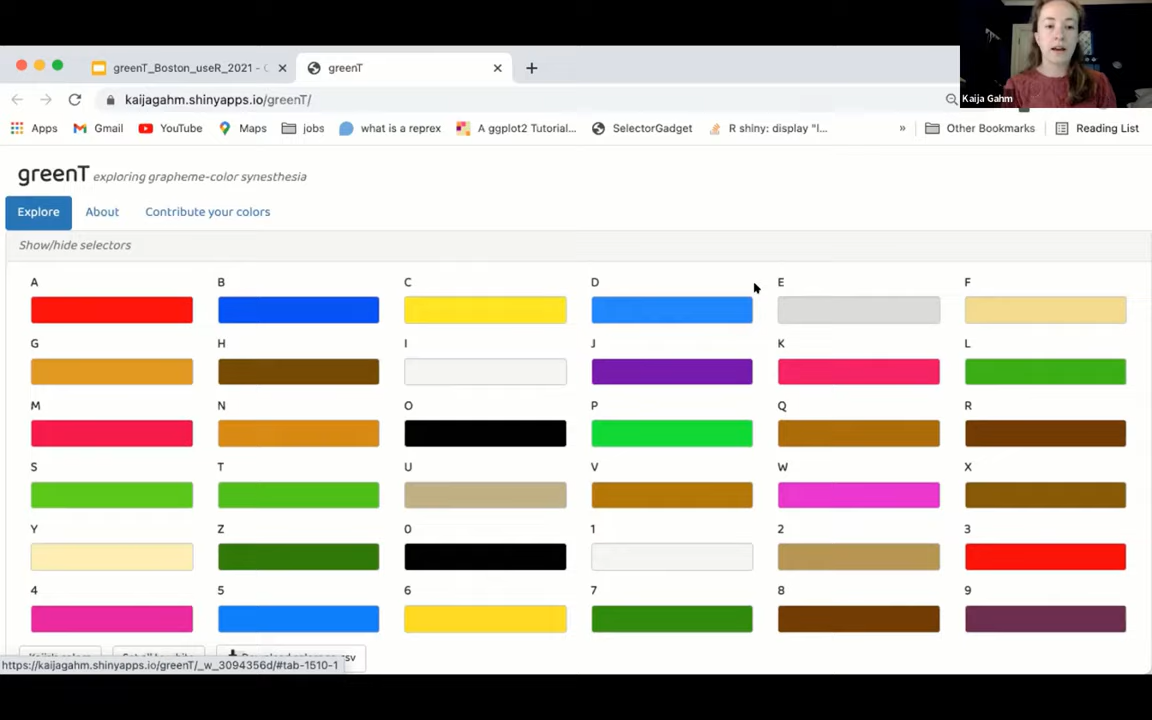 greenT_Boston_useR_2021 -
greenT
kaijagahm.shinyapps.io/greenT/
Kaija Gahm
Apps
Gmail
YouTube
Maps
jobs
what is a reprex
A ggplot2 Tutorial...
SelectorGadget
R shiny: display "I...
»
Other Bookmarks
Reading List
greenT exploring grapheme-color synesthesia
Explore
About
Contribute your colors
Show/hide selectors
A B C D E F
G H I J K L
M N O P Q R
S T U V W X
Y Z 0 1 2 3
4 5 6 7 8 9
https://kaijagahm.shinyapps.io/greenT/_w_3094356d/#tab-1510-1